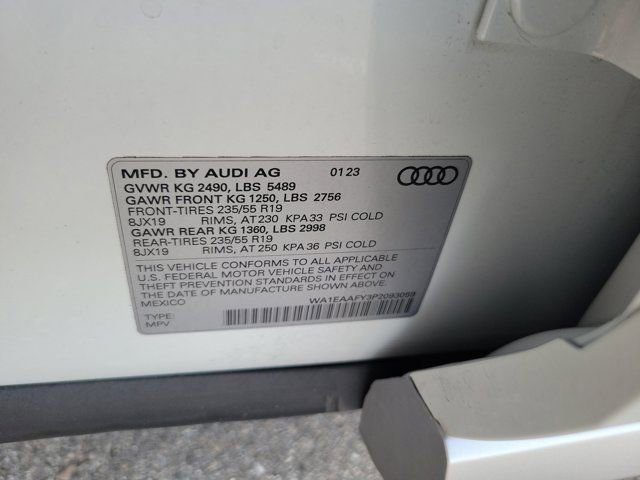 MFD. BY AUDI AG 01 23
GVWR KG 2490, LBS 5489
GAWR FRONT KG 1250, LBS 2756
FRONT-TIRES 235/55 R19
8JX19 RIMS, AT 230 KPA 33 PSI COLD
GAWR REAR KG 1360, LBS 2998
REAR-TIRES 235/55 R19
8JX19 RIMS, AT 250 KPA 36 PSI COLD
THIS VEHICLE CONFORMS TO ALL APPLICABLE
U.S. FEDERAL MOTOR VEHICLE SAFETY, BUMPER, AND
THEFT PREVENTION STANDARDS IN EFFECT ON
THE DATE OF MANUFACTURE SHOWN ABOVE.
MEXICO
WA1EAAFY3P2093069
TYPE:
MPV